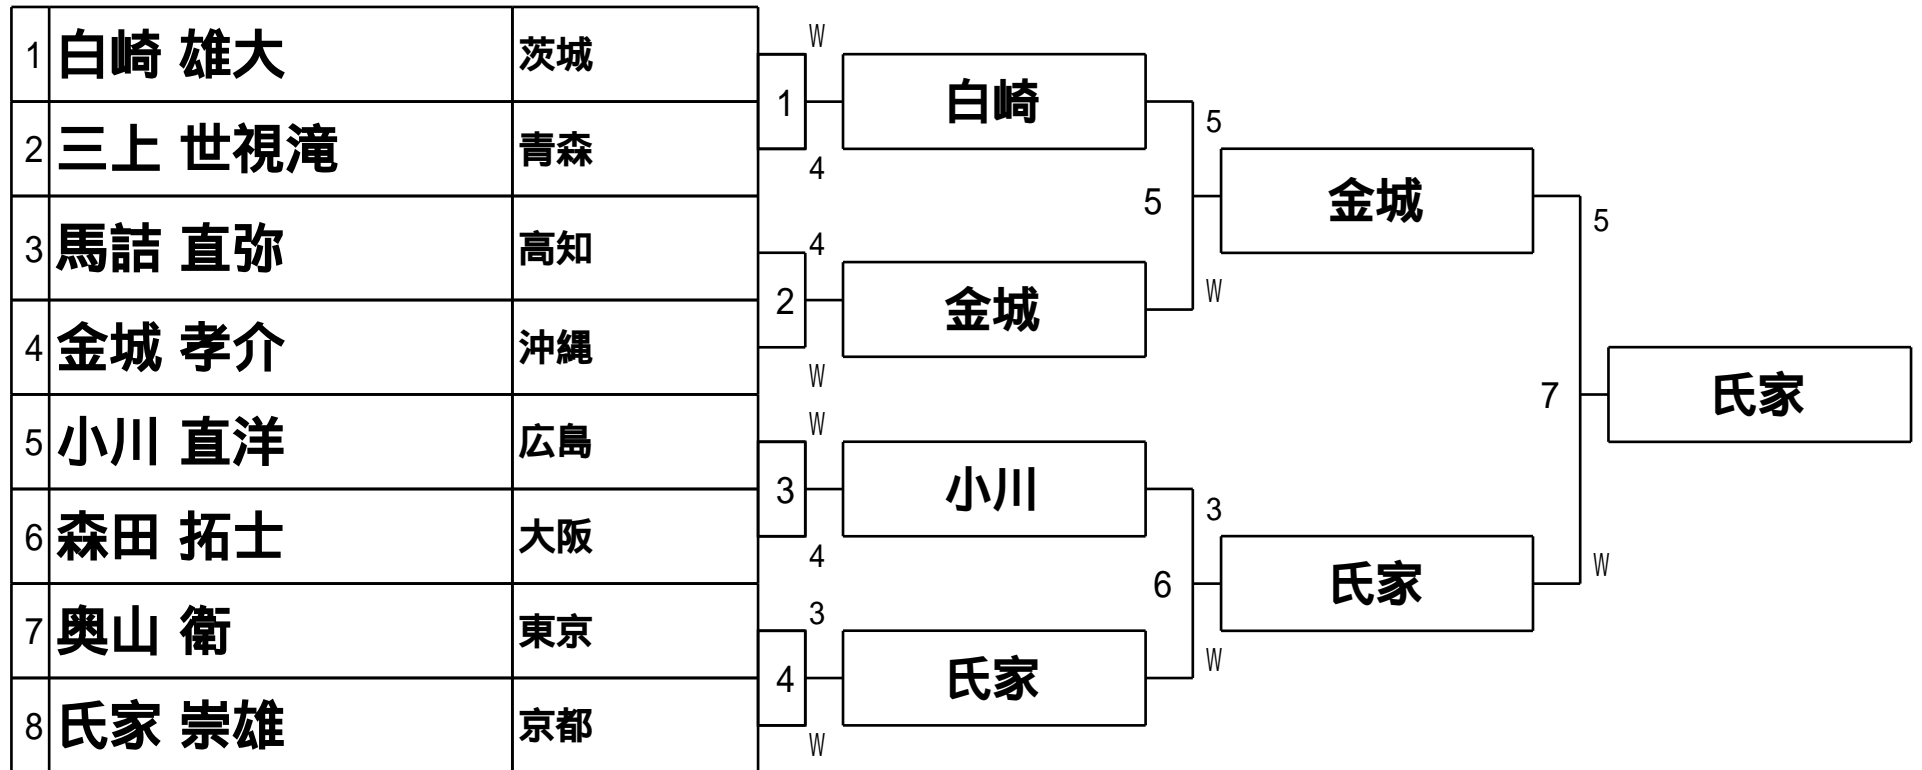 1 白崎 雄大 茨城
2 三上 世視滝 青森
3 馬詰 直弥 高知
4 金城 孝介 沖縄
5 小川 直洋 広島
6 森田 拓士 大阪
7 奥山 衛 東京
8 氏家 崇雄 京都
W
1
4
4
2
W
W
3
4
3
4
W
白崎
金城
小川
氏家
5
5
W
3
6
W
金城
氏家
5
7
W
氏家